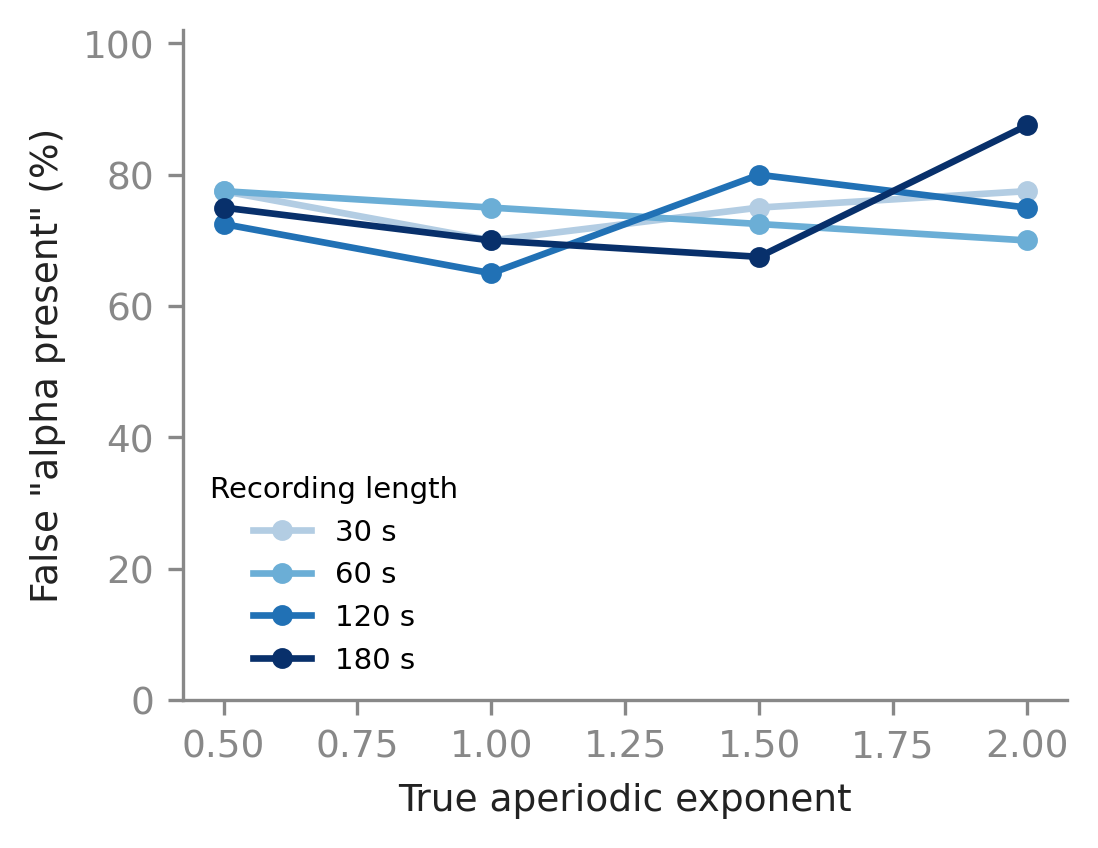 False "alpha present" (%)
100
80
60
40
20
0
Recording length
30 s
60 s
120 s
180 s
0.50 0.75 1.00 1.25 1.50 1.75 2.00
True aperiodic exponent